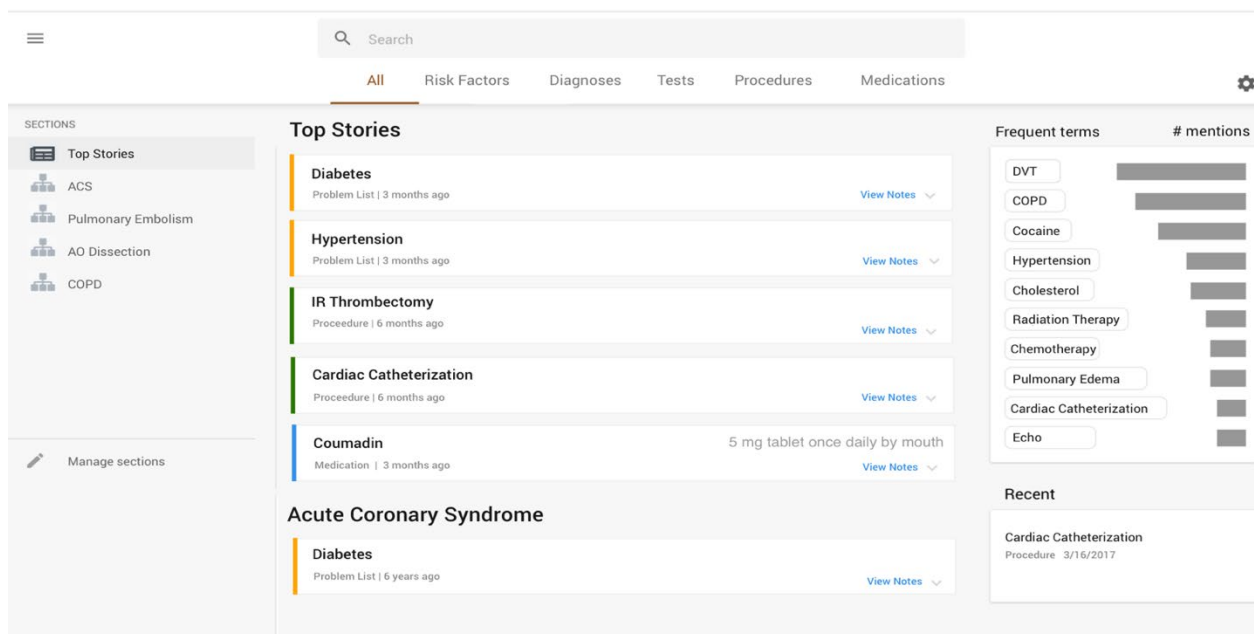 Search
All Risk Factors Diagnoses Tests Procedures Medications
SECTIONS
Top Stories
ACS
Pulmonary Embolism
AO Dissection
COPD
Manage sections
Top Stories
Diabetes
Problem List | 3 months ago
View Notes
Hypertension
Problem List | 3 months ago
View Notes
IR Thrombectomy
Proceedure | 6 months ago
View Notes
Cardiac Catheterization
Proceedure | 6 months ago
View Notes
Coumadin
5 mg tablet once daily by mouth
Medication | 3 months ago
View Notes
Acute Coronary Syndrome
Diabetes
Problem List | 6 years ago
View Notes
Frequent terms # mentions
DVT
COPD
Cocaine
Hypertension
Cholesterol
Radiation Therapy
Chemotherapy
Pulmonary Edema
Cardiac Catheterization
Echo
Recent
Cardiac Catheterization
Procedure 3/16/2017